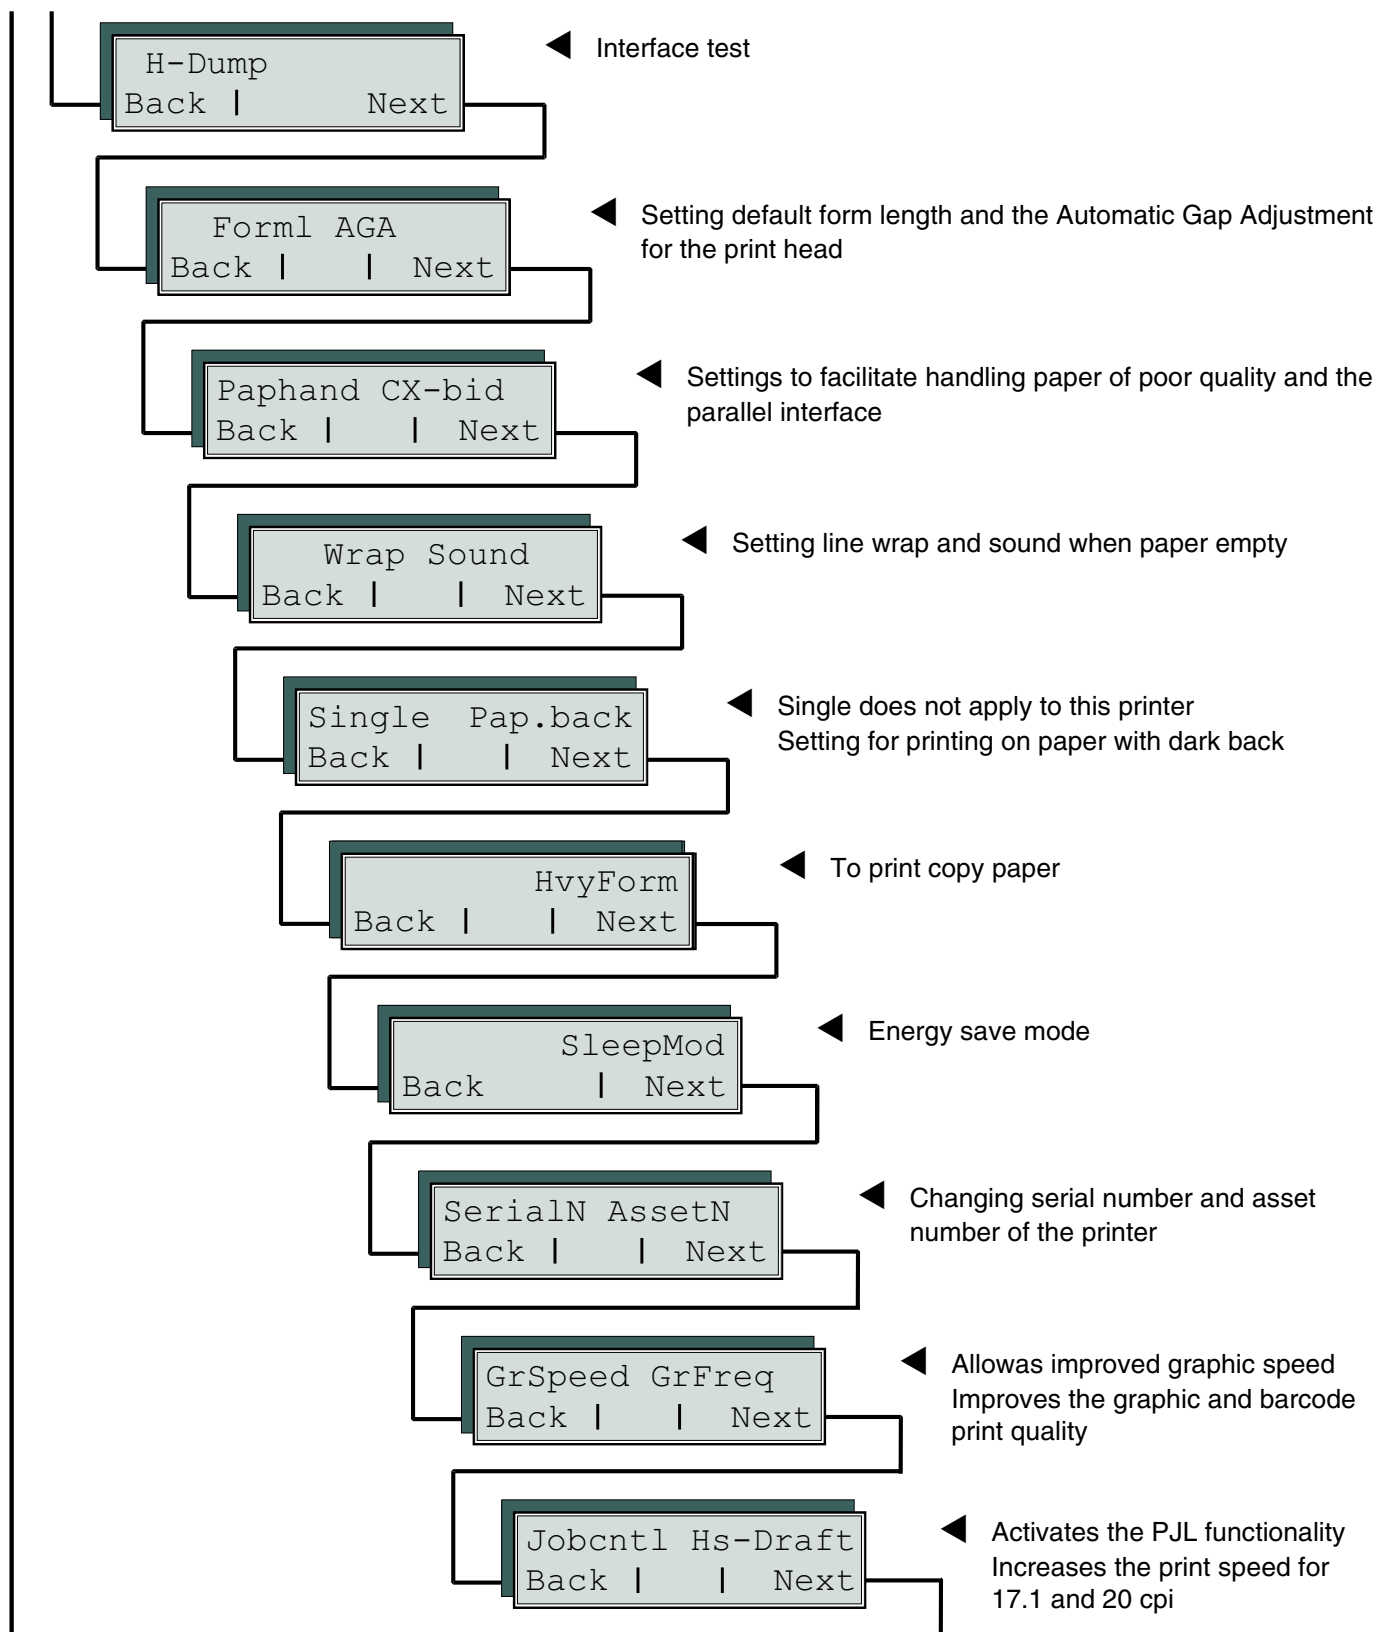 H-Dump
Back | Next
Interface test
Forml AGA
Back | | Next
Setting default form length and the Automatic Gap Adjustment
for the print head
Paphand CX-bid
Back | | Next
Settings to facilitate handling paper of poor quality and the
parallel interface
Wrap Sound
Back | | Next
Setting line wrap and sound when paper empty
Single Pap.back
Back | | Next
Single does not apply to this printer
Setting for printing on paper with dark back
HvyForm
Back | | Next
To print copy paper
SleepMod
Back | Next
Energy save mode
SerialN AssetN
Back | | Next
Changing serial number and asset
number of the printer
GrSpeed GrFreq
Back | | Next
Allowas improved graphic speed
Improves the graphic and barcode
print quality
Jobcntl Hs-Draft
Back | | Next
Activates the PJL functionality
Increases the print speed for
17.1 and 20 cpi